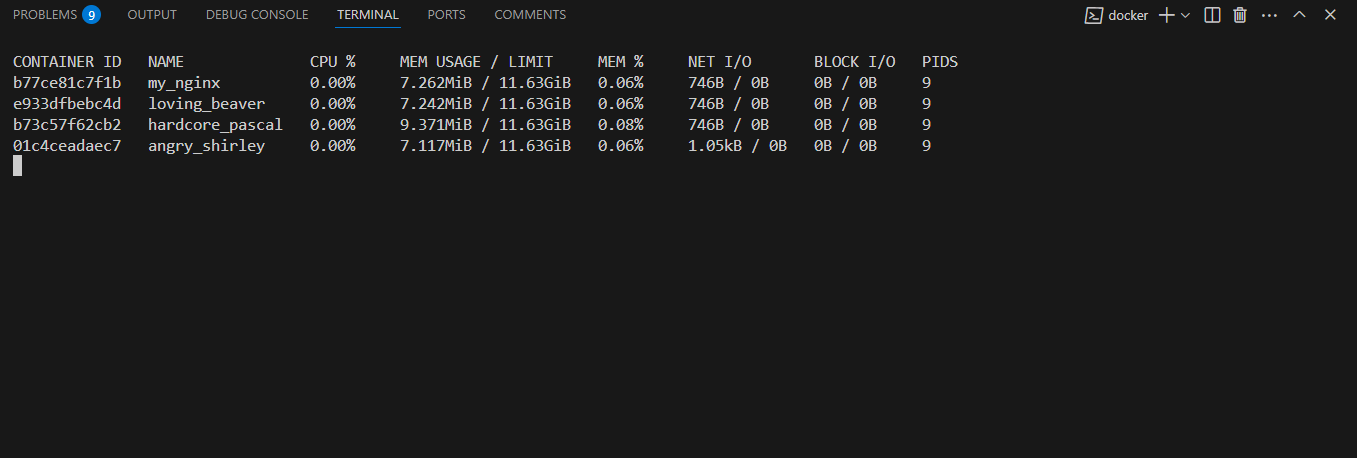 PROBLEMS 9 OUTPUT DEBUG CONSOLE TERMINAL PORTS COMMENTS docker
CONTAINER ID NAME CPU % MEM USAGE / LIMIT MEM % NET I/O BLOCK I/O PIDS
b77ce81c7f1b my_nginx 0.00% 7.262MiB / 11.63GiB 0.06% 746B / 0B 0B / 0B 9
e933dfbebc4d loving_beaver 0.00% 7.242MiB / 11.63GiB 0.06% 746B / 0B 0B / 0B 9
b73c57f62cb2 hardcore_pascal 0.00% 9.371MiB / 11.63GiB 0.08% 746B / 0B 0B / 0B 9
01c4ceadaec7 angry_shirley 0.00% 7.117MiB / 11.63GiB 0.06% 1.05kB / 0B 0B / 0B 9